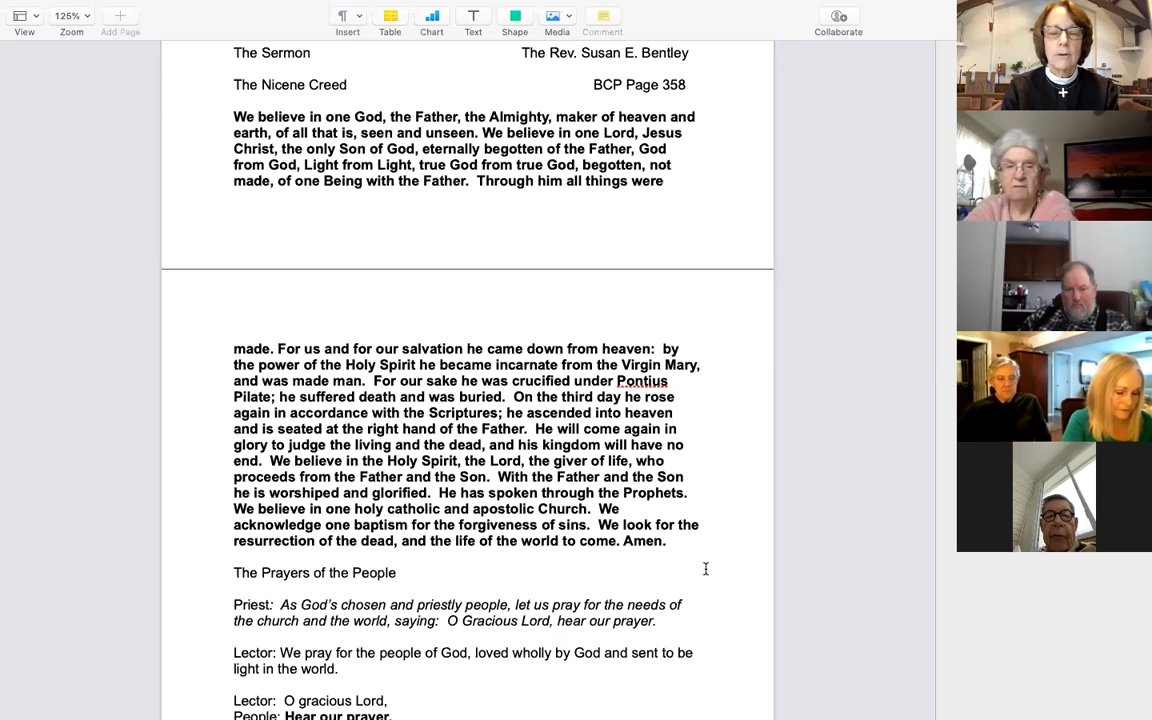 125%
View
Zoom
Add Page
Insert
Table
Chart
Text
Shape
Media
Comment
Collaborate
The Sermon The Rev. Susan E. Bentley
The Nicene Creed BCP Page 358
We believe in one God, the Father, the Almighty, maker of heaven and
earth, of all that is, seen and unseen. We believe in one Lord, Jesus
Christ, the only Son of God, eternally begotten of the Father, God
from God, Light from Light, true God from true God, begotten, not
made, of one Being with the Father.  Through him all things were
made. For us and for our salvation he came down from heaven:  by
the power of the Holy Spirit he became incarnate from the Virgin Mary,
and was made man.  For our sake he was crucified under Pontius
Pilate; he suffered death and was buried.  On the third day he rose
again in accordance with the Scriptures; he ascended into heaven
and is seated at the right hand of the Father.  He will come again in
glory to judge the living and the dead, and his kingdom will have no
end.  We believe in the Holy Spirit, the Lord, the giver of life, who
proceeds from the Father and the Son.  With the Father and the Son
he is worshiped and glorified.  He has spoken through the Prophets.
We believe in one holy catholic and apostolic Church.  We
acknowledge one baptism for the forgiveness of sins.  We look for the
resurrection of the dead, and the life of the world to come. Amen.
The Prayers of the People
Priest:  As God's chosen and priestly people, let us pray for the needs of
the church and the world, saying:  O Gracious Lord, hear our prayer.
Lector: We pray for the people of God, loved wholly by God and sent to be
light in the world.
Lector:  O gracious Lord,
People: Hear our prayer.